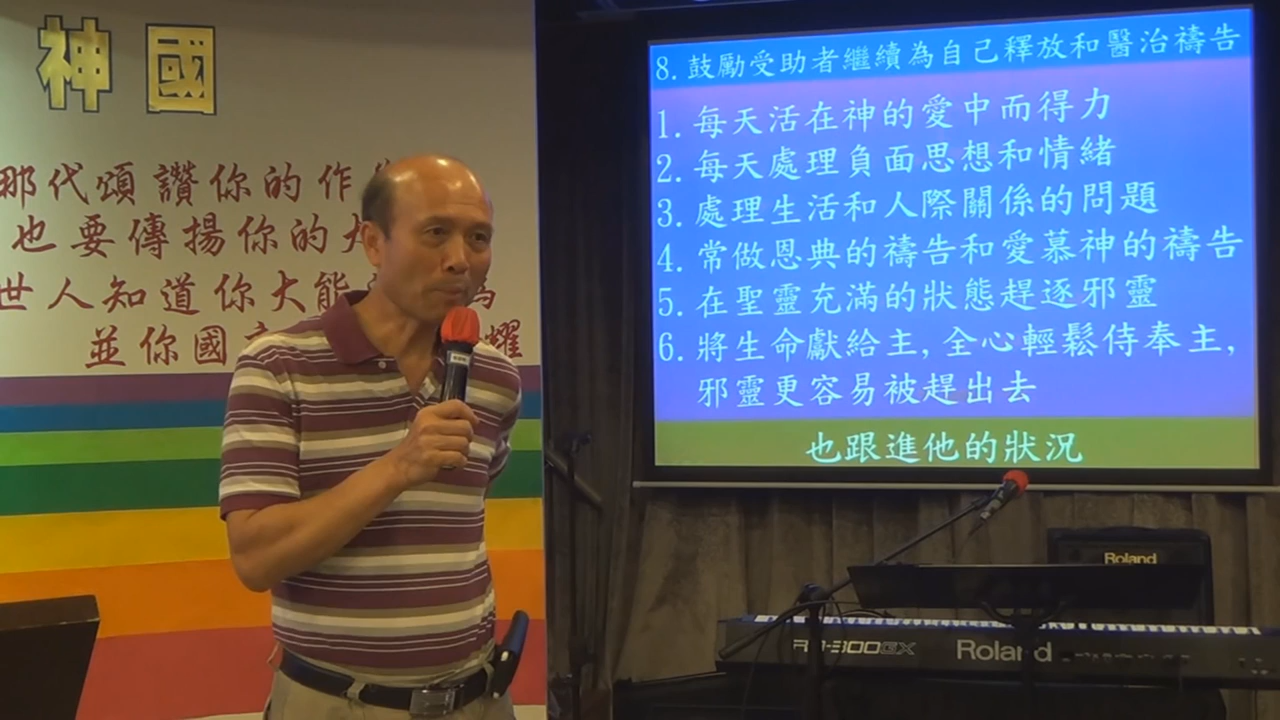 神國
那代頌讚你的作
也要傳揚你的
世人知道你大能
並你國 耀
8. 鼓勵受助者繼續為自己釋放和醫治禱告
1. 每天活在神的愛中而得力
2. 每天處理負面思想和情緒
3. 處理生活和人際關係的問題
4. 常做恩典的禱告和愛慕神的禱告
5. 在聖靈充滿的狀態趕逐邪靈
6. 將生命獻給主, 全心輕鬆侍奉主,
邪靈更容易被趕出去
也跟進他的狀況
Roland
RD-300GX Roland